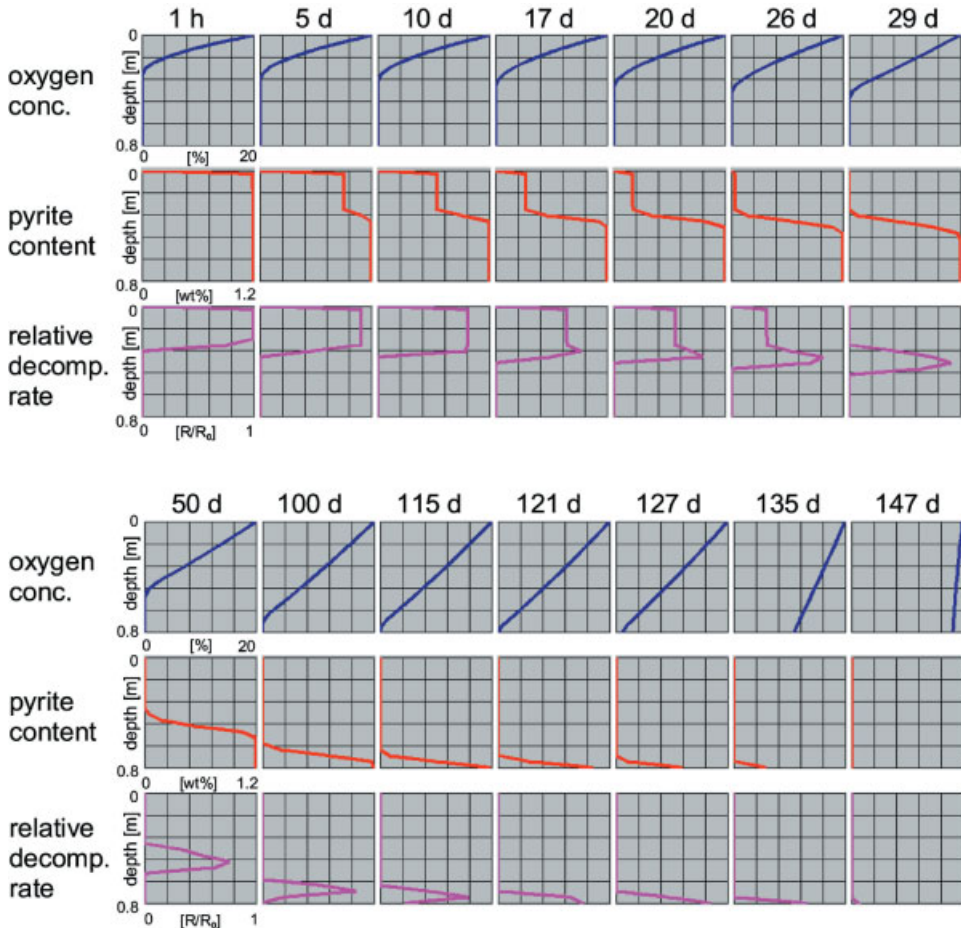 1 h 5 d 10 d 17 d 20 d 26 d 29 d
oxygen
conc.
0
depth [m]
0.8
0 [%] 20
pyrite
content
0
depth [m]
0.8
0 [wt%] 1.2
relative
decomp.
rate
0
depth [m]
0.8
0 [R/R₀] 1
50 d 100 d 115 d 121 d 127 d 135 d 147 d
oxygen
conc.
0
depth [m]
0.8
0 [%] 20
pyrite
content
0
depth [m]
0.8
0 [wt%] 1.2
relative
decomp.
rate
0
depth [m]
0.8
0 [R/R₀] 1